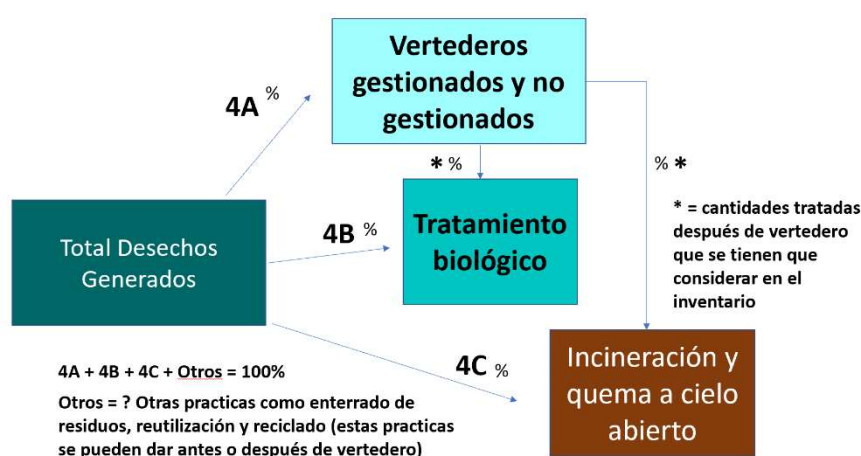 Vertederos
gestionados y no
gestionados
4A %
* %
% *
Total Desechos
Generados
4B %
Tratamiento
biológico
* = cantidades tratadas
después de vertedero
que se tienen que
considerar en el
inventario
4C %
Incineración y
quema a cielo
abierto
4A + 4B + 4C + Otros = 100%
Otros = ? Otras practicas como enterrado de
residuos, reutilización y reciclado (estas practicas
se pueden dar antes o después de vertedero)